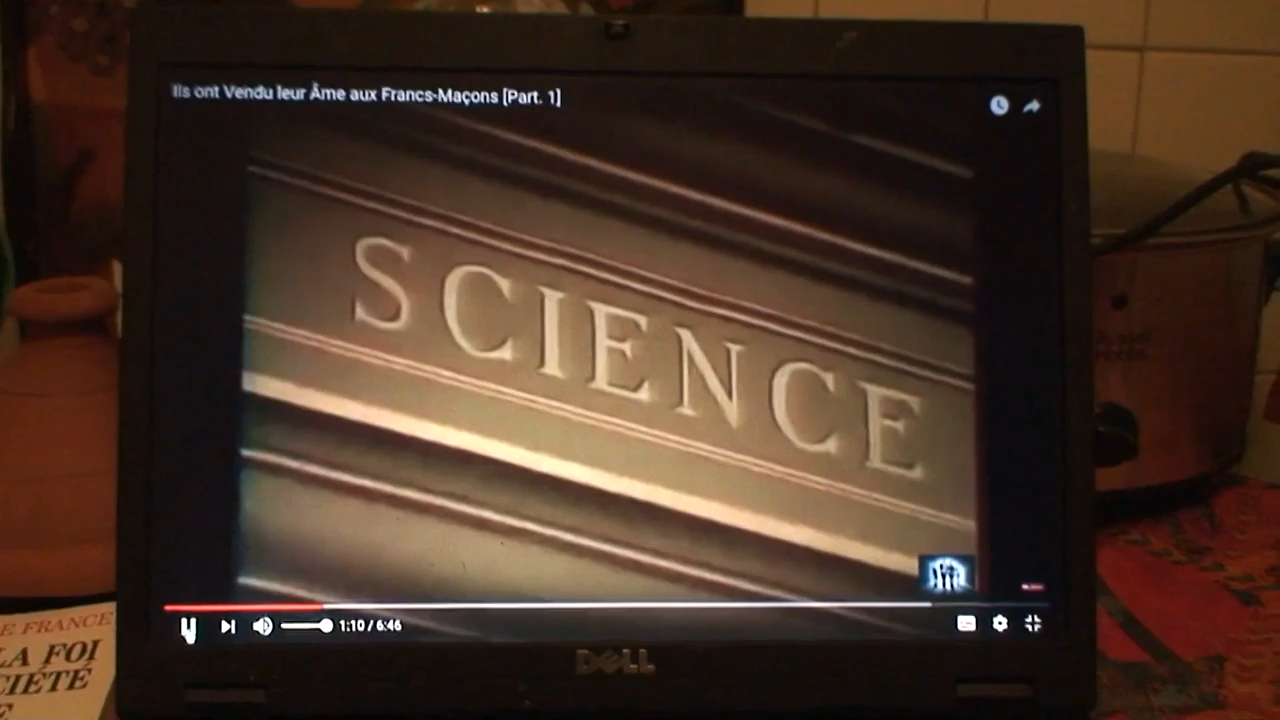 Ils ont Vendu leur Âme aux Francs-Maçons [Part. 1]
SCIENCE
1:10 / 6:46
DELL
E FRANCE
LA FOI
CIÉTÉ
E